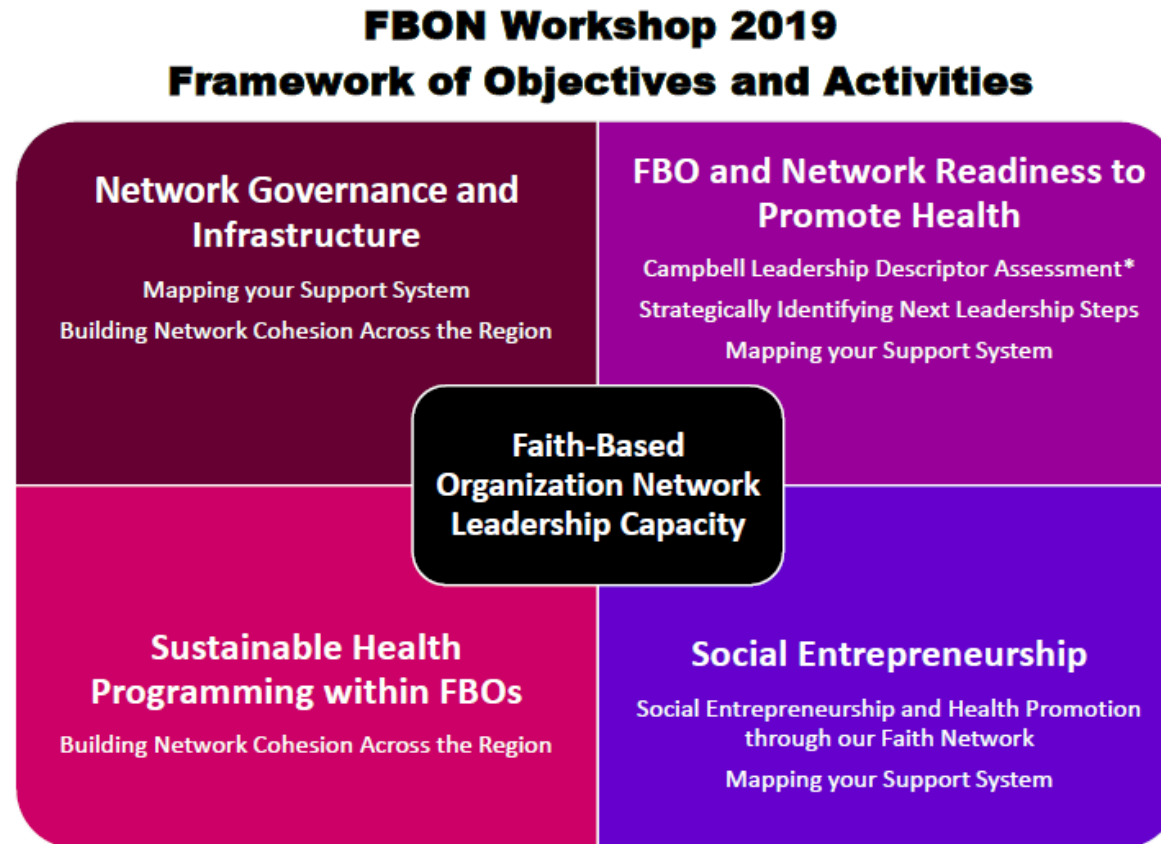 FBON Workshop 2019
Framework of Objectives and Activities
Network Governance and
Infrastructure
Mapping your Support System
Building Network Cohesion Across the Region
FBO and Network Readiness to
Promote Health
Campbell Leadership Descriptor Assessment*
Strategically Identifying Next Leadership Steps
Mapping your Support System
Faith-Based
Organization Network
Leadership Capacity
Sustainable Health
Programming within FBOs
Building Network Cohesion Across the Region
Social Entrepreneurship
Social Entrepreneurship and Health Promotion
through our Faith Network
Mapping your Support System